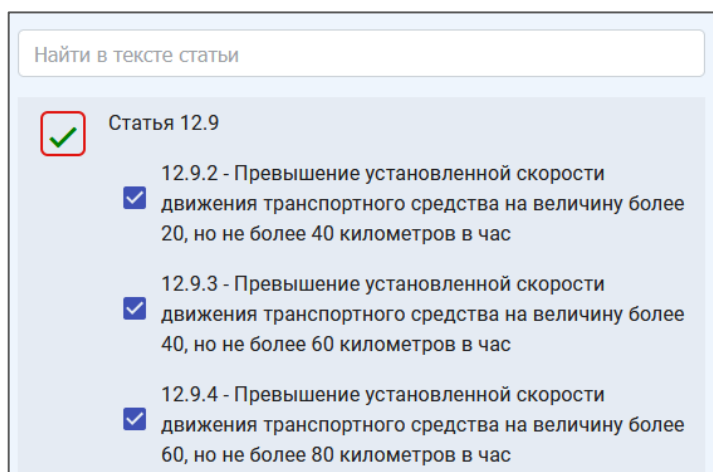 Найти в тексте статьи
Статья 12.9
12.9.2 - Превышение установленной скорости
движения транспортного средства на величину более
20, но не более 40 километров в час
12.9.3 - Превышение установленной скорости
движения транспортного средства на величину более
40, но не более 60 километров в час
12.9.4 - Превышение установленной скорости
движения транспортного средства на величину более
60, но не более 80 километров в час